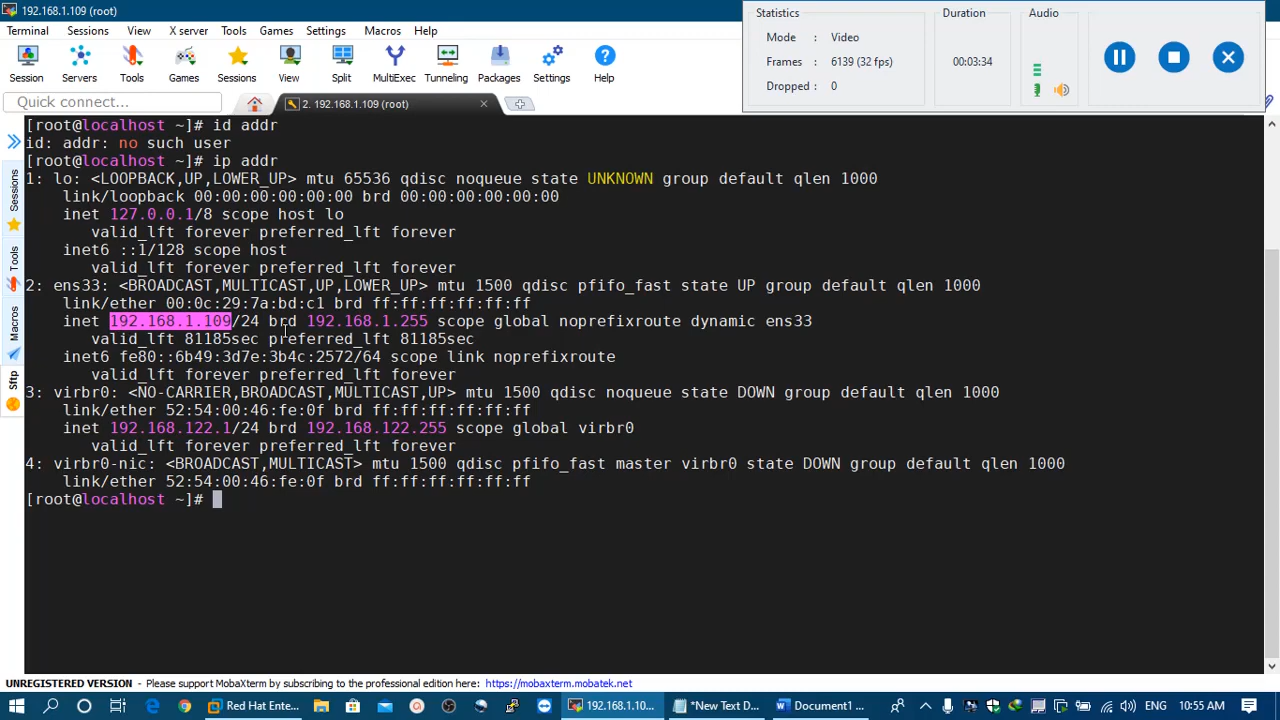 192.168.1.109 (root)
Terminal Sessions View X server Tools Games Settings Macros Help
Session Servers Tools Games Sessions View Split MultiExec Tunneling Packages Settings Help
Statistics Duration Audio
Mode : Video
Frames : 6139 (32 fps) 00:03:34
Dropped : 0
Quick connect...
2. 192.168.1.109 (root)
Sessions
Tools
Macros
Sftp
[root@localhost ~]# id addr
id: addr: no such user
[root@localhost ~]# ip addr
1: lo: <LOOPBACK,UP,LOWER_UP> mtu 65536 qdisc noqueue state UNKNOWN group default qlen 1000
link/loopback 00:00:00:00:00:00 brd 00:00:00:00:00:00
inet 127.0.0.1/8 scope host lo
valid_lft forever preferred_lft forever
inet6 ::1/128 scope host
valid_lft forever preferred_lft forever
2: ens33: <BROADCAST,MULTICAST,UP,LOWER_UP> mtu 1500 qdisc pfifo_fast state UP group default qlen 1000
link/ether 00:0c:29:7a:bd:c1 brd ff:ff:ff:ff:ff:ff
inet 192.168.1.109/24 brd 192.168.1.255 scope global noprefixroute dynamic ens33
valid_lft 81185sec preferred_lft 81185sec
inet6 fe80::6b49:3d7e:3b4c:2572/64 scope link noprefixroute
valid_lft forever preferred_lft forever
3: virbr0: <NO-CARRIER,BROADCAST,MULTICAST,UP> mtu 1500 qdisc noqueue state DOWN group default qlen 1000
link/ether 52:54:00:46:fe:0f brd ff:ff:ff:ff:ff:ff
inet 192.168.122.1/24 brd 192.168.122.255 scope global virbr0
valid_lft forever preferred_lft forever
4: virbr0-nic: <BROADCAST,MULTICAST> mtu 1500 qdisc pfifo_fast master virbr0 state DOWN group default qlen 1000
link/ether 52:54:00:46:fe:0f brd ff:ff:ff:ff:ff:ff
[root@localhost ~]#
UNREGISTERED VERSION - Please support MobaXterm by subscribing to the professional edition here: https://mobaxterm.mobatek.net
Red Hat Ente... 192.168.1.10... *New Text D... Document1 ... ENG 10:55 AM